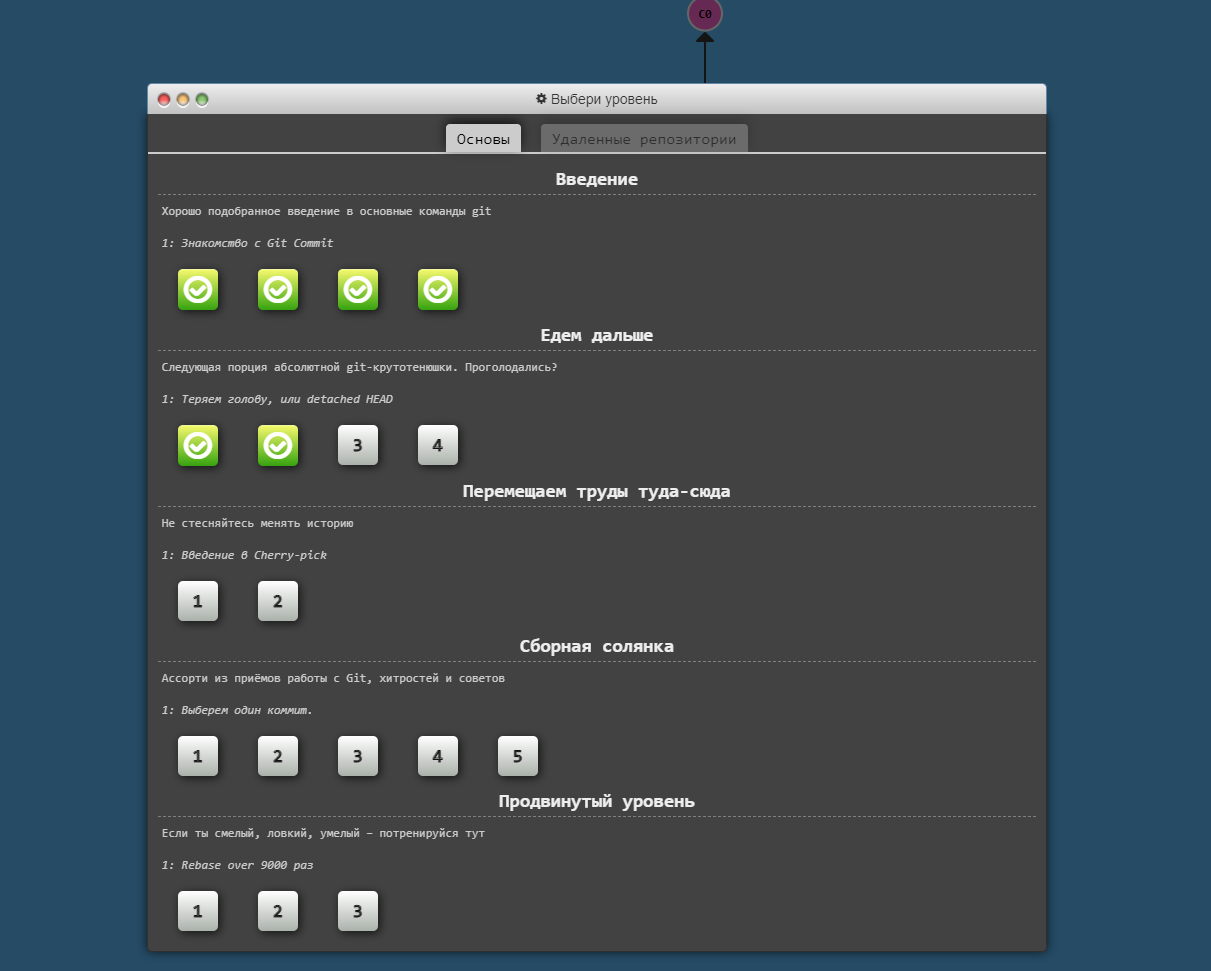 C0
Выбери уровень
Основы Удаленные репозитории
Введение
Хорошо подобранное введение в основные команды git
1: Знакомство с Git Commit
Едем дальше
Следующая порция абсолютной git-крутотенюшки. Проголодались?
1: Теряем голову, или detached HEAD
3 4
Перемещаем труды туда-сюда
Не стесняйтесь менять историю
1: Введение в Cherry-pick
1 2
Сборная солянка
Ассорти из приёмов работы с Git, хитростей и советов
1: Выберем один коммит.
1 2 3 4 5
Продвинутый уровень
Если ты смелый, ловкий, умелый – потренируйся тут
1: Rebase over 9000 раз
1 2 3